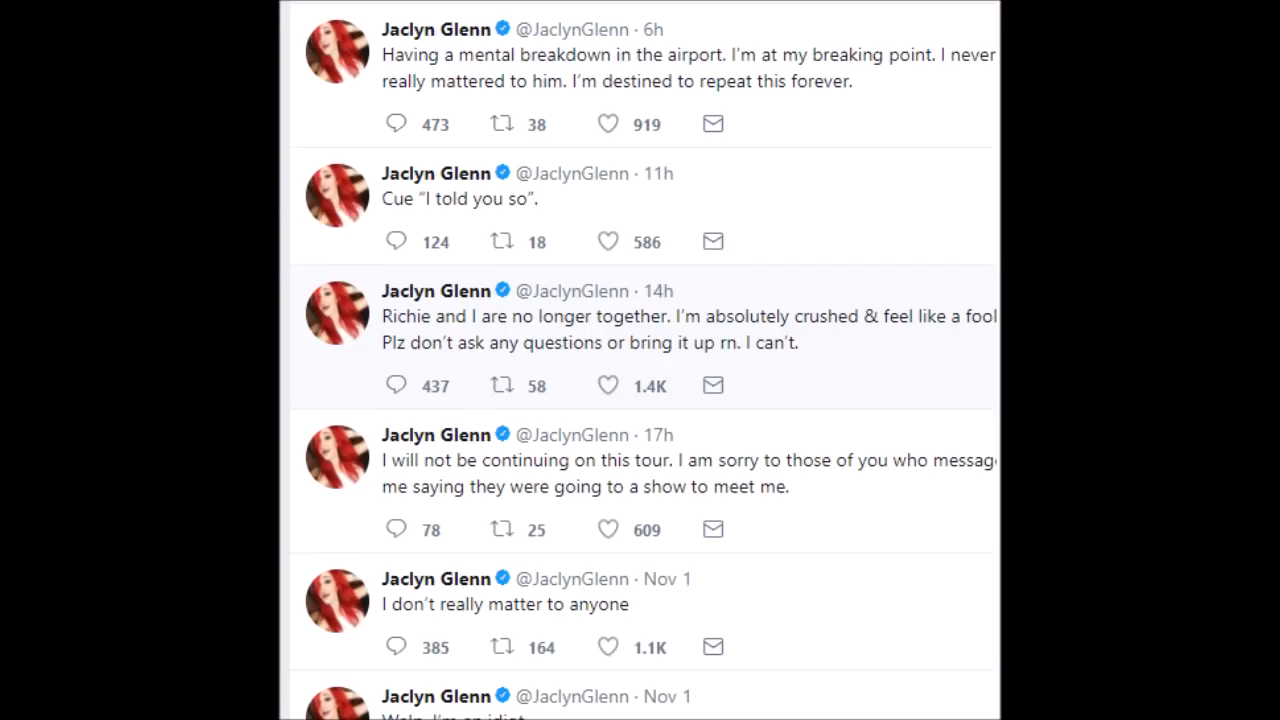 Jaclyn Glenn @JaclynGlenn · 6h
Having a mental breakdown in the airport. I'm at my breaking point. I never
really mattered to him. I'm destined to repeat this forever.
473 38 919
Jaclyn Glenn @JaclynGlenn · 11h
Cue “I told you so”.
124 18 586
Jaclyn Glenn @JaclynGlenn · 14h
Richie and I are no longer together. I'm absolutely crushed & feel like a fool
Plz don't ask any questions or bring it up rn. I can't.
437 58 1.4K
Jaclyn Glenn @JaclynGlenn · 17h
I will not be continuing on this tour. I am sorry to those of you who messag
me saying they were going to a show to meet me.
78 25 609
Jaclyn Glenn @JaclynGlenn · Nov 1
I don't really matter to anyone
385 164 1.1K
Jaclyn Glenn @JaclynGlenn · Nov 1